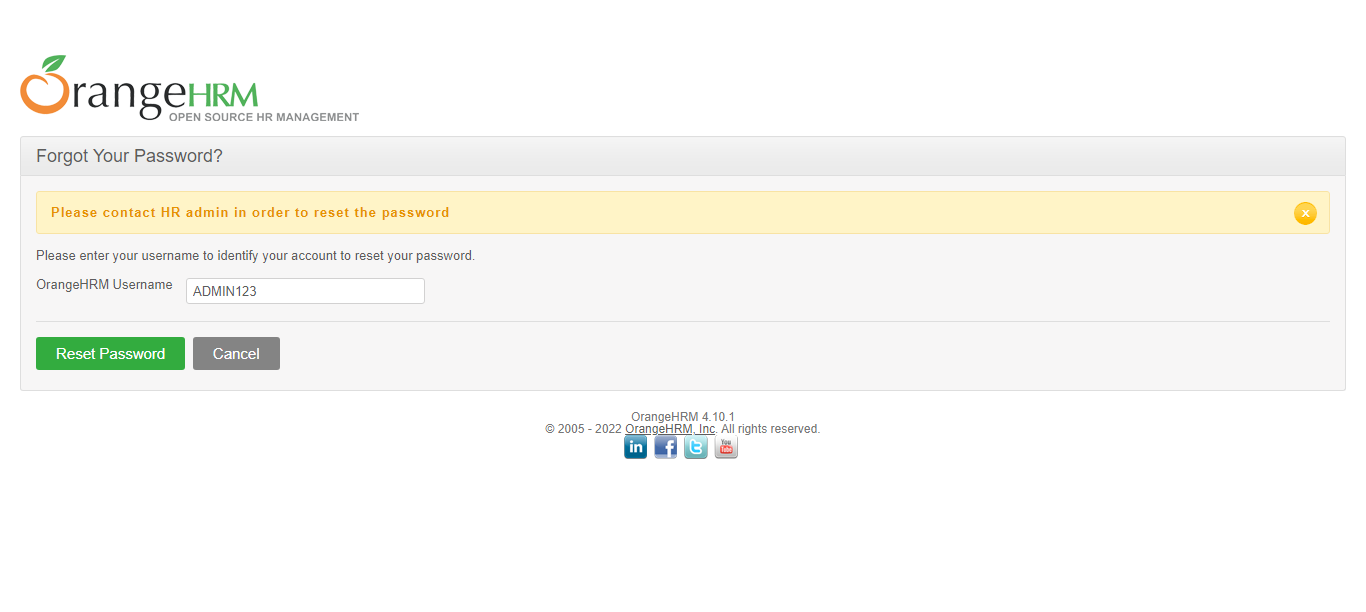 OrangeHRM
OPEN SOURCE HR MANAGEMENT
Forgot Your Password?
Please contact HR admin in order to reset the password
x
Please enter your username to identify your account to reset your password.
OrangeHRM Username ADMIN123
Reset Password Cancel
OrangeHRM 4.10.1
© 2005 - 2022 OrangeHRM, Inc. All rights reserved.
in f t You Tube